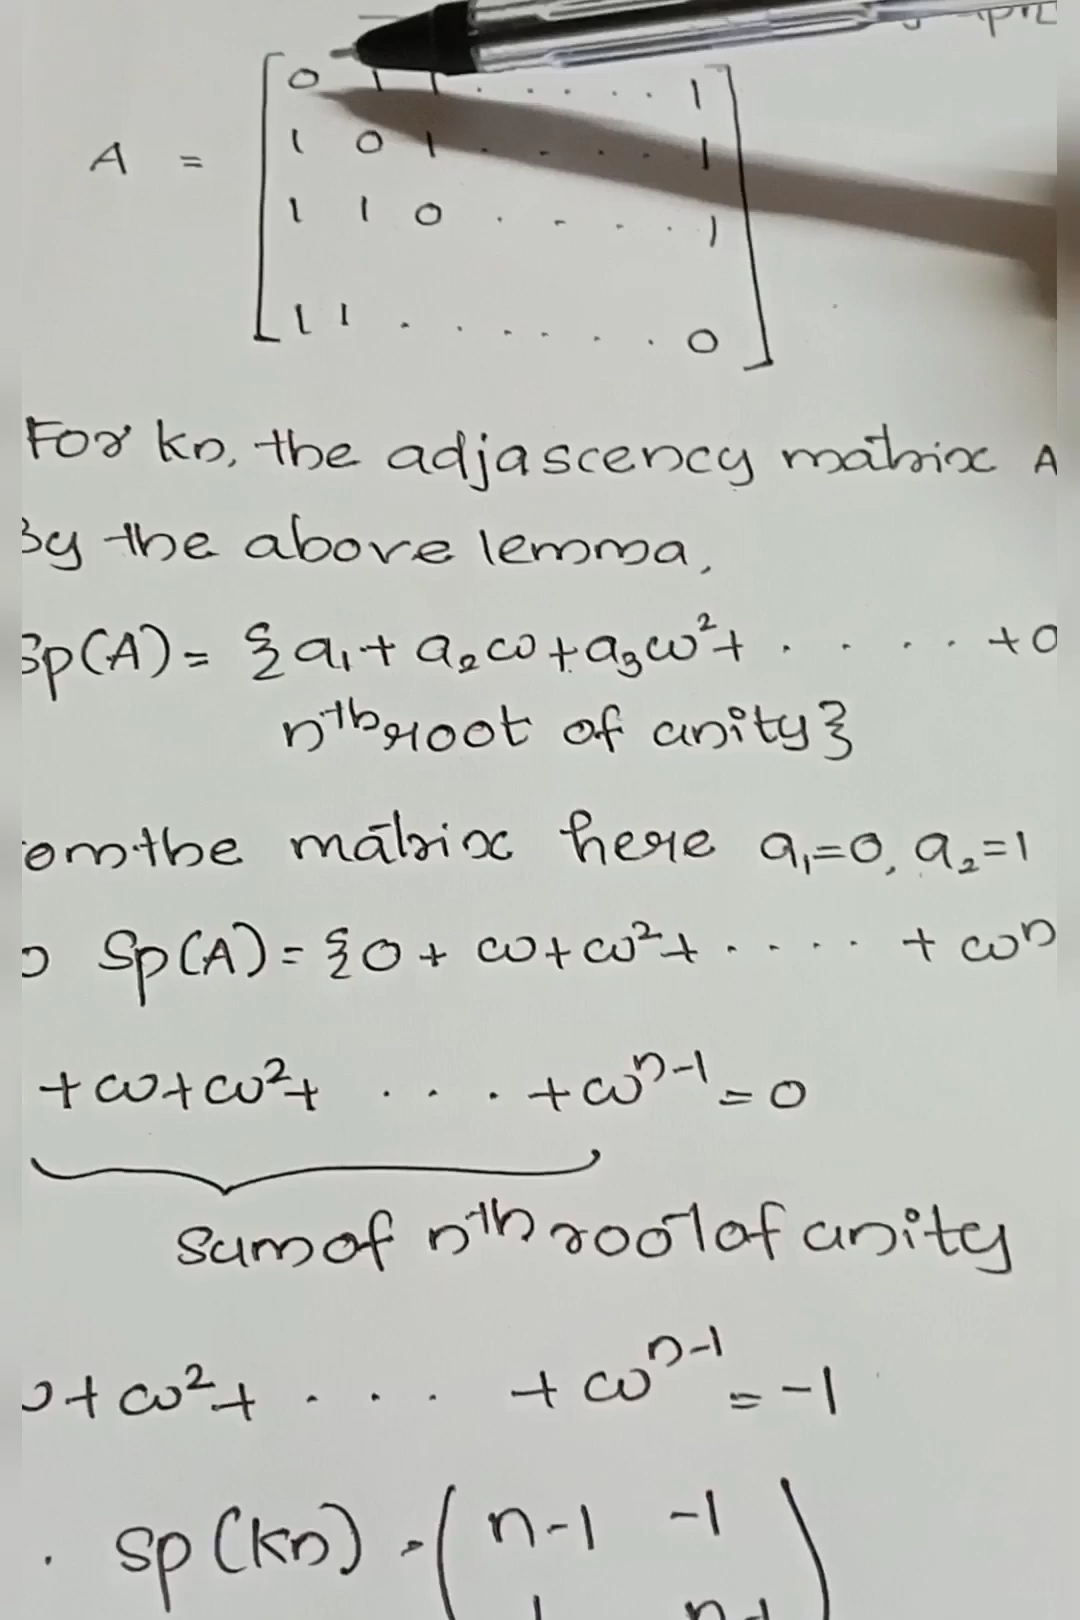 0 1 1 . . . . . 1
A = 1 0 1 . . . . 1
1 1 0 . . . . 1
1 1 . . . . . . 0
For kn, the adjascency matrix A
By the above lemma,
Sp(A) = {a₁ + a₂ω + a₃ω² + . . . . . +
nth root of unity}
om the matrix here a₁=0, a₂=1
Sp(A) = {0 + ω + ω² + . . . . . + ωⁿ
+ ω + ω² + . . . . + ωⁿ⁻¹ = 0
sum of nth root of unity
+ ω² + . . . + ωⁿ⁻¹ = -1
. Sp(kn) = ( n-1 -1 )